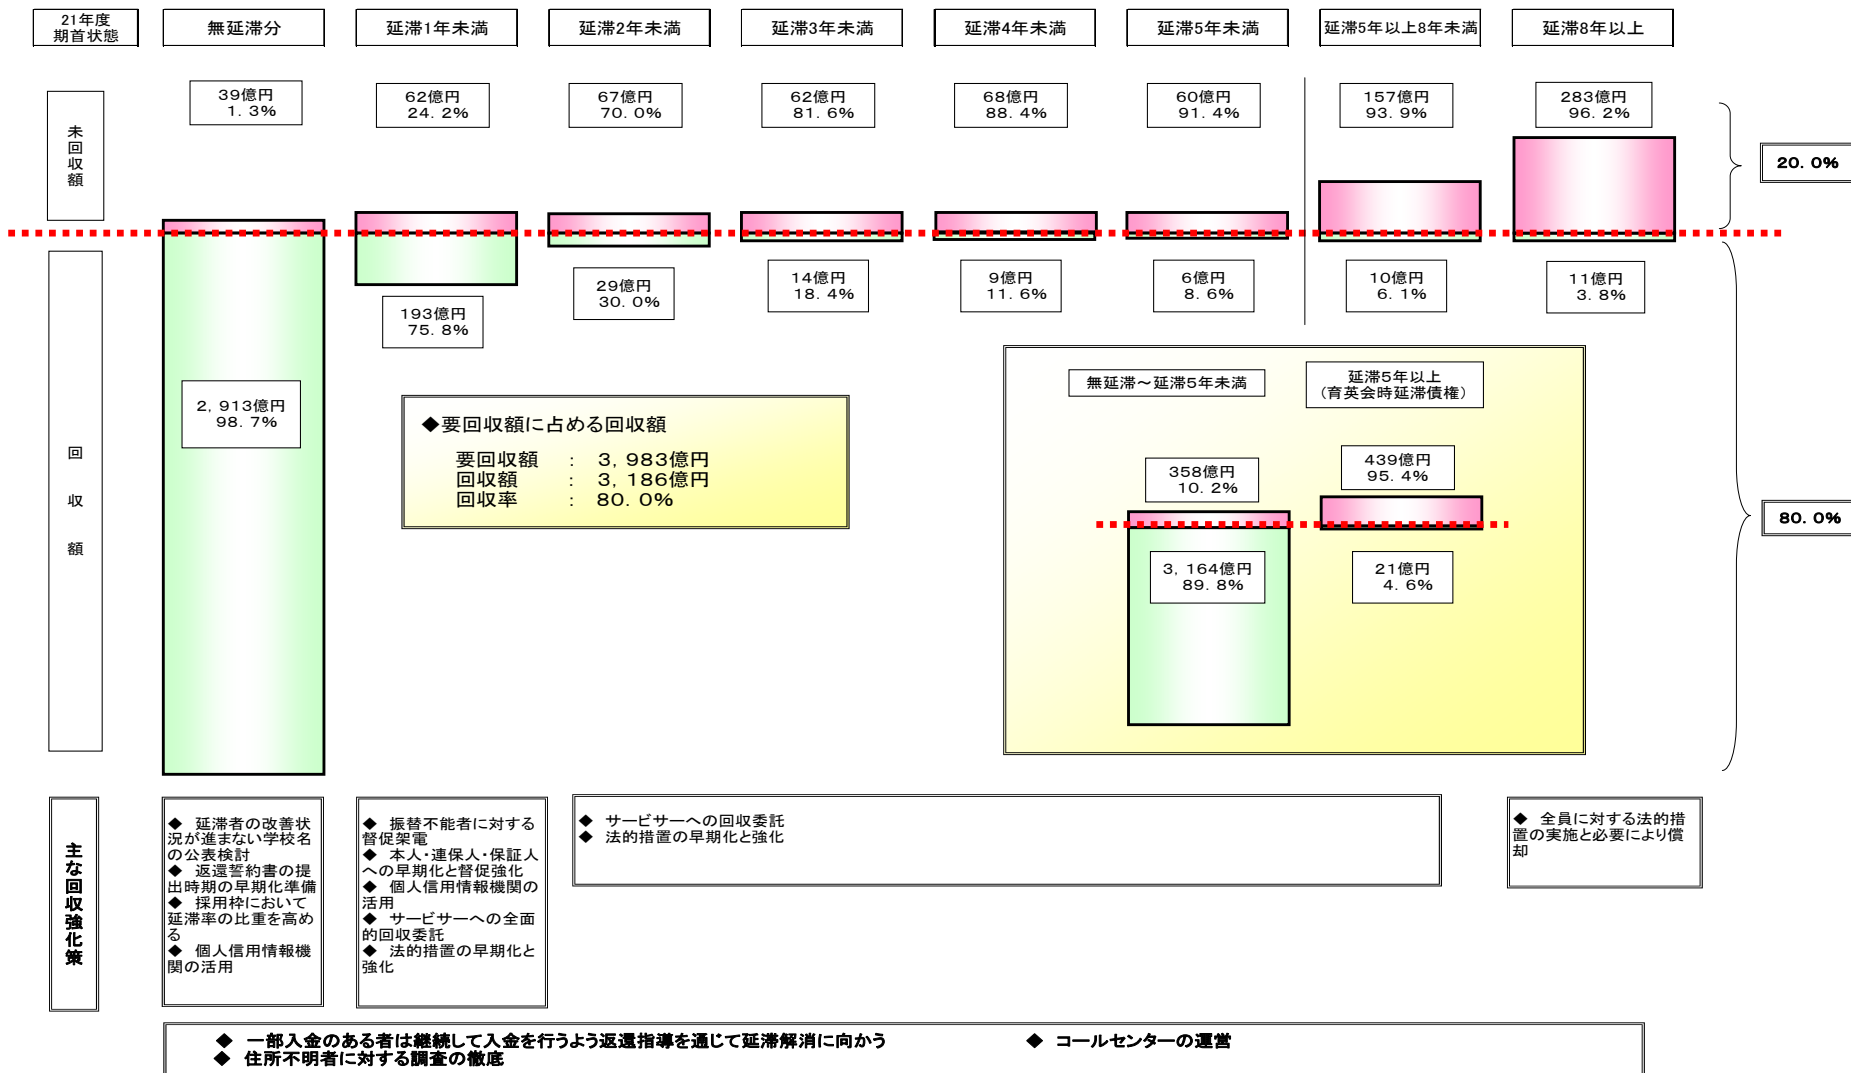 21年度
期首状態
無延滞分
延滞1年未満
延滞2年未満
延滞3年未満
延滞4年未満
延滞5年未満
延滞5年以上8年未満
延滞8年以上
未回収額
39億円
1.3%
62億円
24.2%
67億円
70.0%
62億円
81.6%
68億円
88.4%
60億円
91.4%
157億円
93.9%
283億円
96.2%
20.0%
回収額
2,913億円
98.7%
193億円
75.8%
29億円
30.0%
14億円
18.4%
9億円
11.6%
6億円
8.6%
10億円
6.1%
11億円
3.8%
80.0%
◆要回収額に占める回収額
要回収額 : 3,983億円
回収額 : 3,186億円
回収率 : 80.0%
無延滞~延滞5年未満
延滞5年以上
(育英会時延滞債権)
358億円
10.2%
439億円
95.4%
3,164億円
89.8%
21億円
4.6%
主な回収強化策
◆ 延滞者の改善状
況が進まない学校名
の公表検討
◆ 返還誓約書の提
出時期の早期化準備
◆ 採用枠において
延滞率の比重を高め
る
◆ 個人信用情報機
関の活用
◆ 振替不能者に対する
督促架電
◆ 本人・連保人・保証人
への早期化と督促強化
◆ 個人信用情報機関の
活用
◆ サービサーへの全面
的回収委託
◆ 法的措置の早期化と
強化
◆ サービサーへの回収委託
◆ 法的措置の早期化と強化
◆ 全員に対する法的措
置の実施と必要により償
却
◆ 一部入金のある者は継続して入金を行うよう返還指導を通じて延滞解消に向かう
◆ コールセンターの運営
◆ 住所不明者に対する調査の徹底